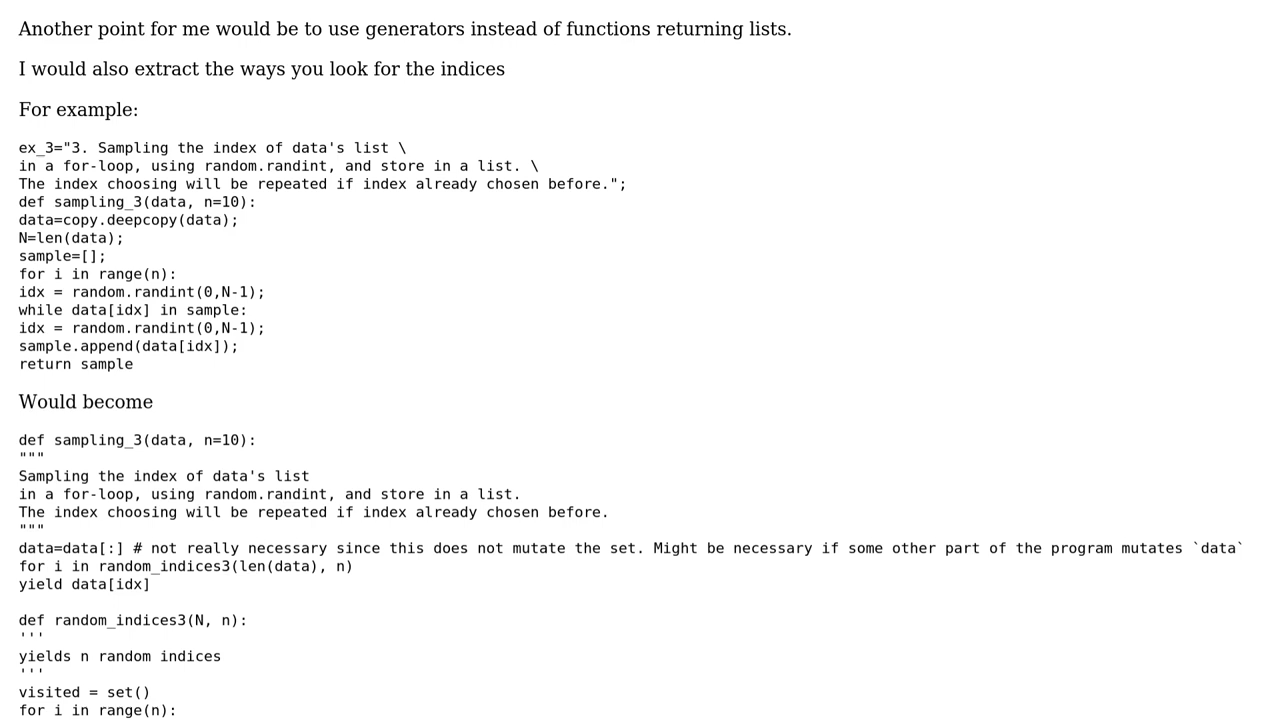 Another point for me would be to use generators instead of functions returning lists.
I would also extract the ways you look for the indices
For example:
ex_3="3. Sampling the index of data's list \
in a for-loop, using random.randint, and store in a list. \
The index choosing will be repeated if index already chosen before.";
def sampling_3(data, n=10):
data=copy.deepcopy(data);
N=len(data);
sample=[];
for i in range(n):
idx = random.randint(0,N-1);
while data[idx] in sample:
idx = random.randint(0,N-1);
sample.append(data[idx]);
return sample
Would become
def sampling_3(data, n=10):
"""
Sampling the index of data's list
in a for-loop, using random.randint, and store in a list.
The index choosing will be repeated if index already chosen before.
"""
data=data[:] # not really necessary since this does not mutate the set. Might be necessary if some other part of the program mutates `data`
for i in random_indices3(len(data), n)
yield data[idx]
def random_indices3(N, n):
'''
yields n random indices
'''
visited = set()
for i in range(n):